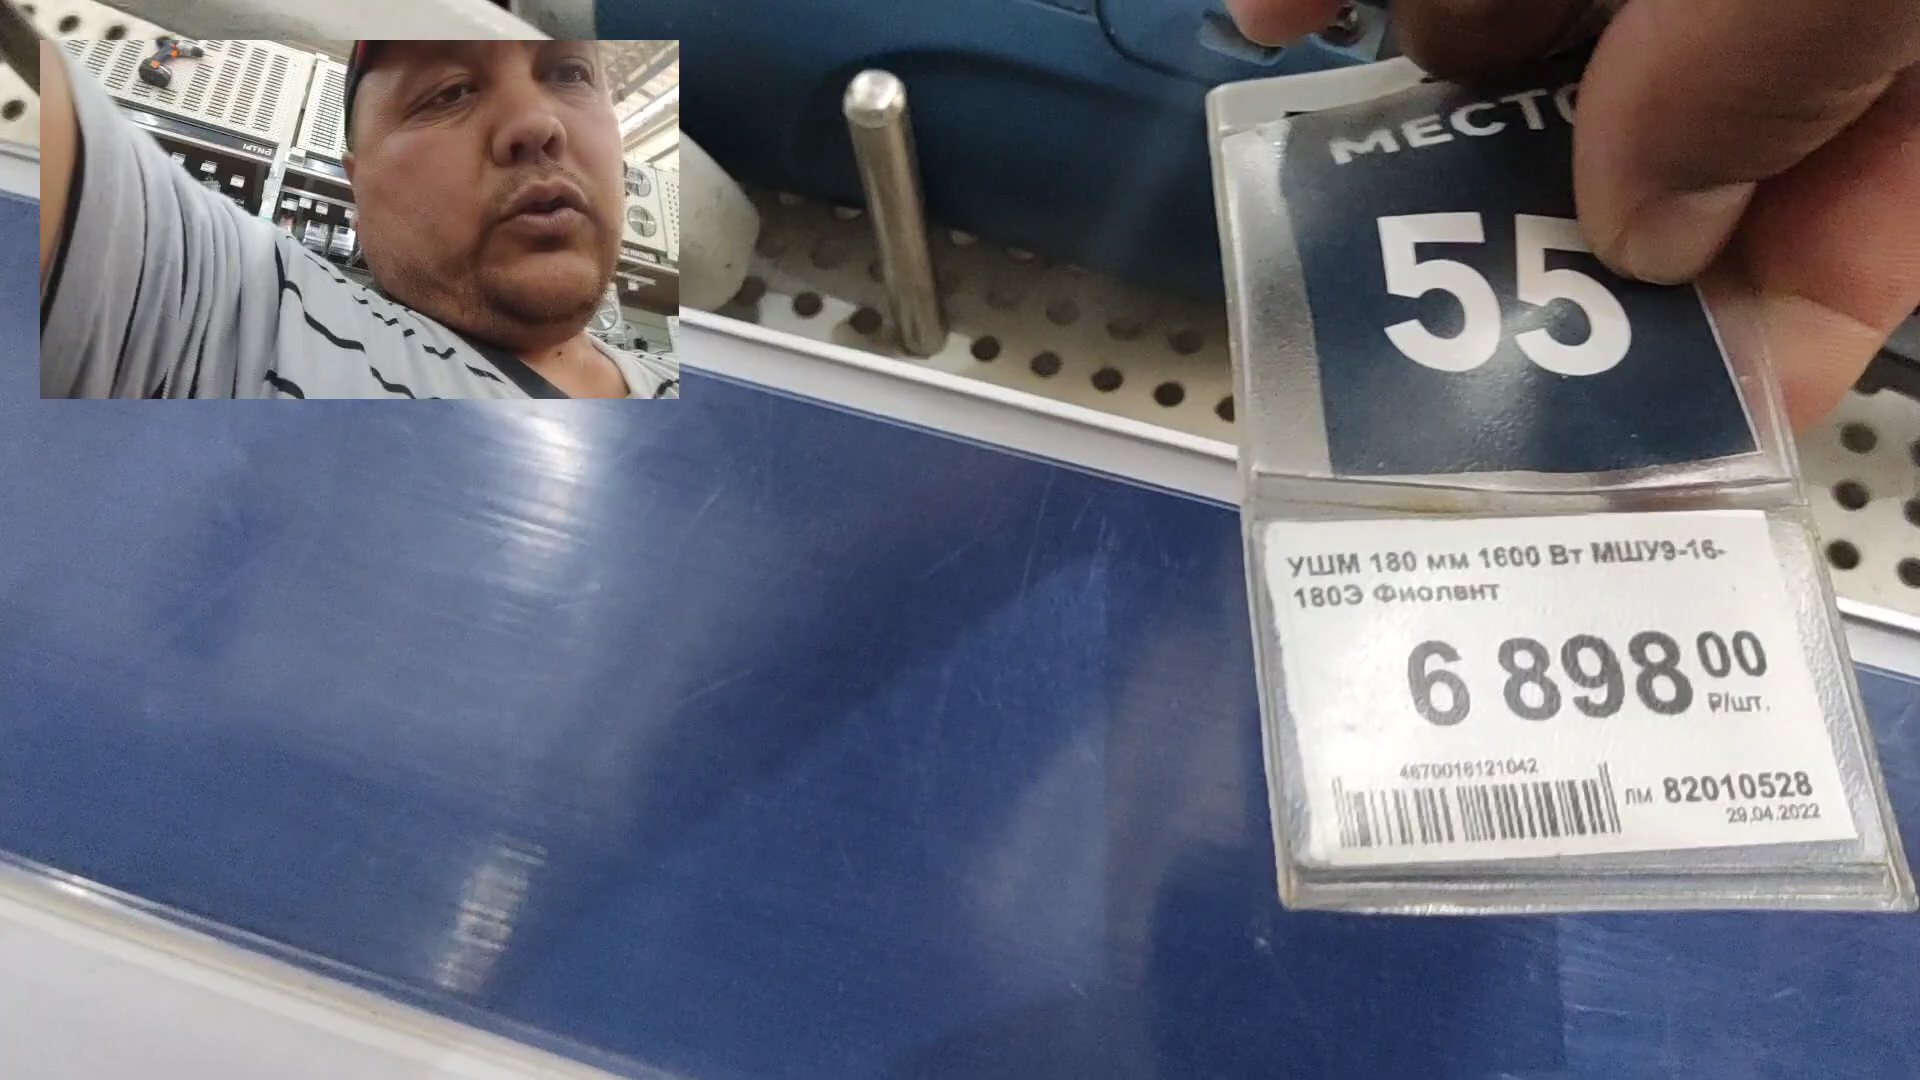 МЕСТО
55
УШМ 180 мм 1600 Вт МШУ9-16-
180Э Фиолент
6 898 00
₽/шт.
4670016121042
ЛМ 82010528
29.04.2022